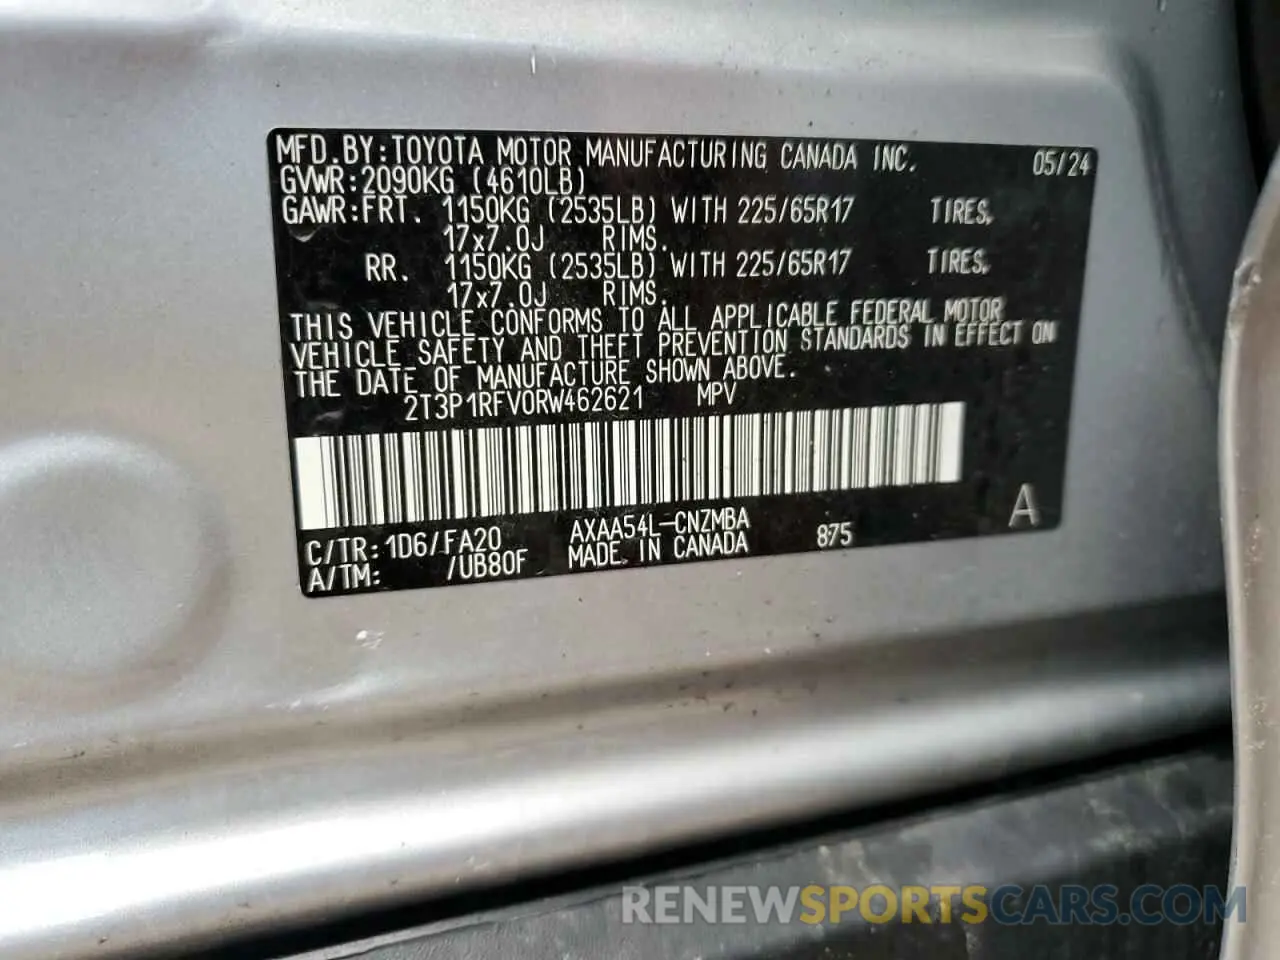 MFD.BY:TOYOTA MOTOR MANUFACTURING CANADA INC. 05/24
GVWR:2090KG (4610LB)
GAWR:FRT. 1150KG (2535LB) WITH 225/65R17 TIRES,
17x7.0J RIMS.
RR. 1150KG (2535LB) WITH 225/65R17 TIRES,
17x7.0J RIMS.
THIS VEHICLE CONFORMS TO ALL APPLICABLE FEDERAL MOTOR
VEHICLE SAFETY AND THEFT PREVENTION STANDARDS IN EFFECT ON
THE DATE OF MANUFACTURE SHOWN ABOVE.
2T3P1RFV0RW462621 MPV
C/TR:1D6/FA20 AXAA54L-CNZMBA 875 A
A/TM: /UB80F MADE IN CANADA
RENEWSPORTSCARS.COM